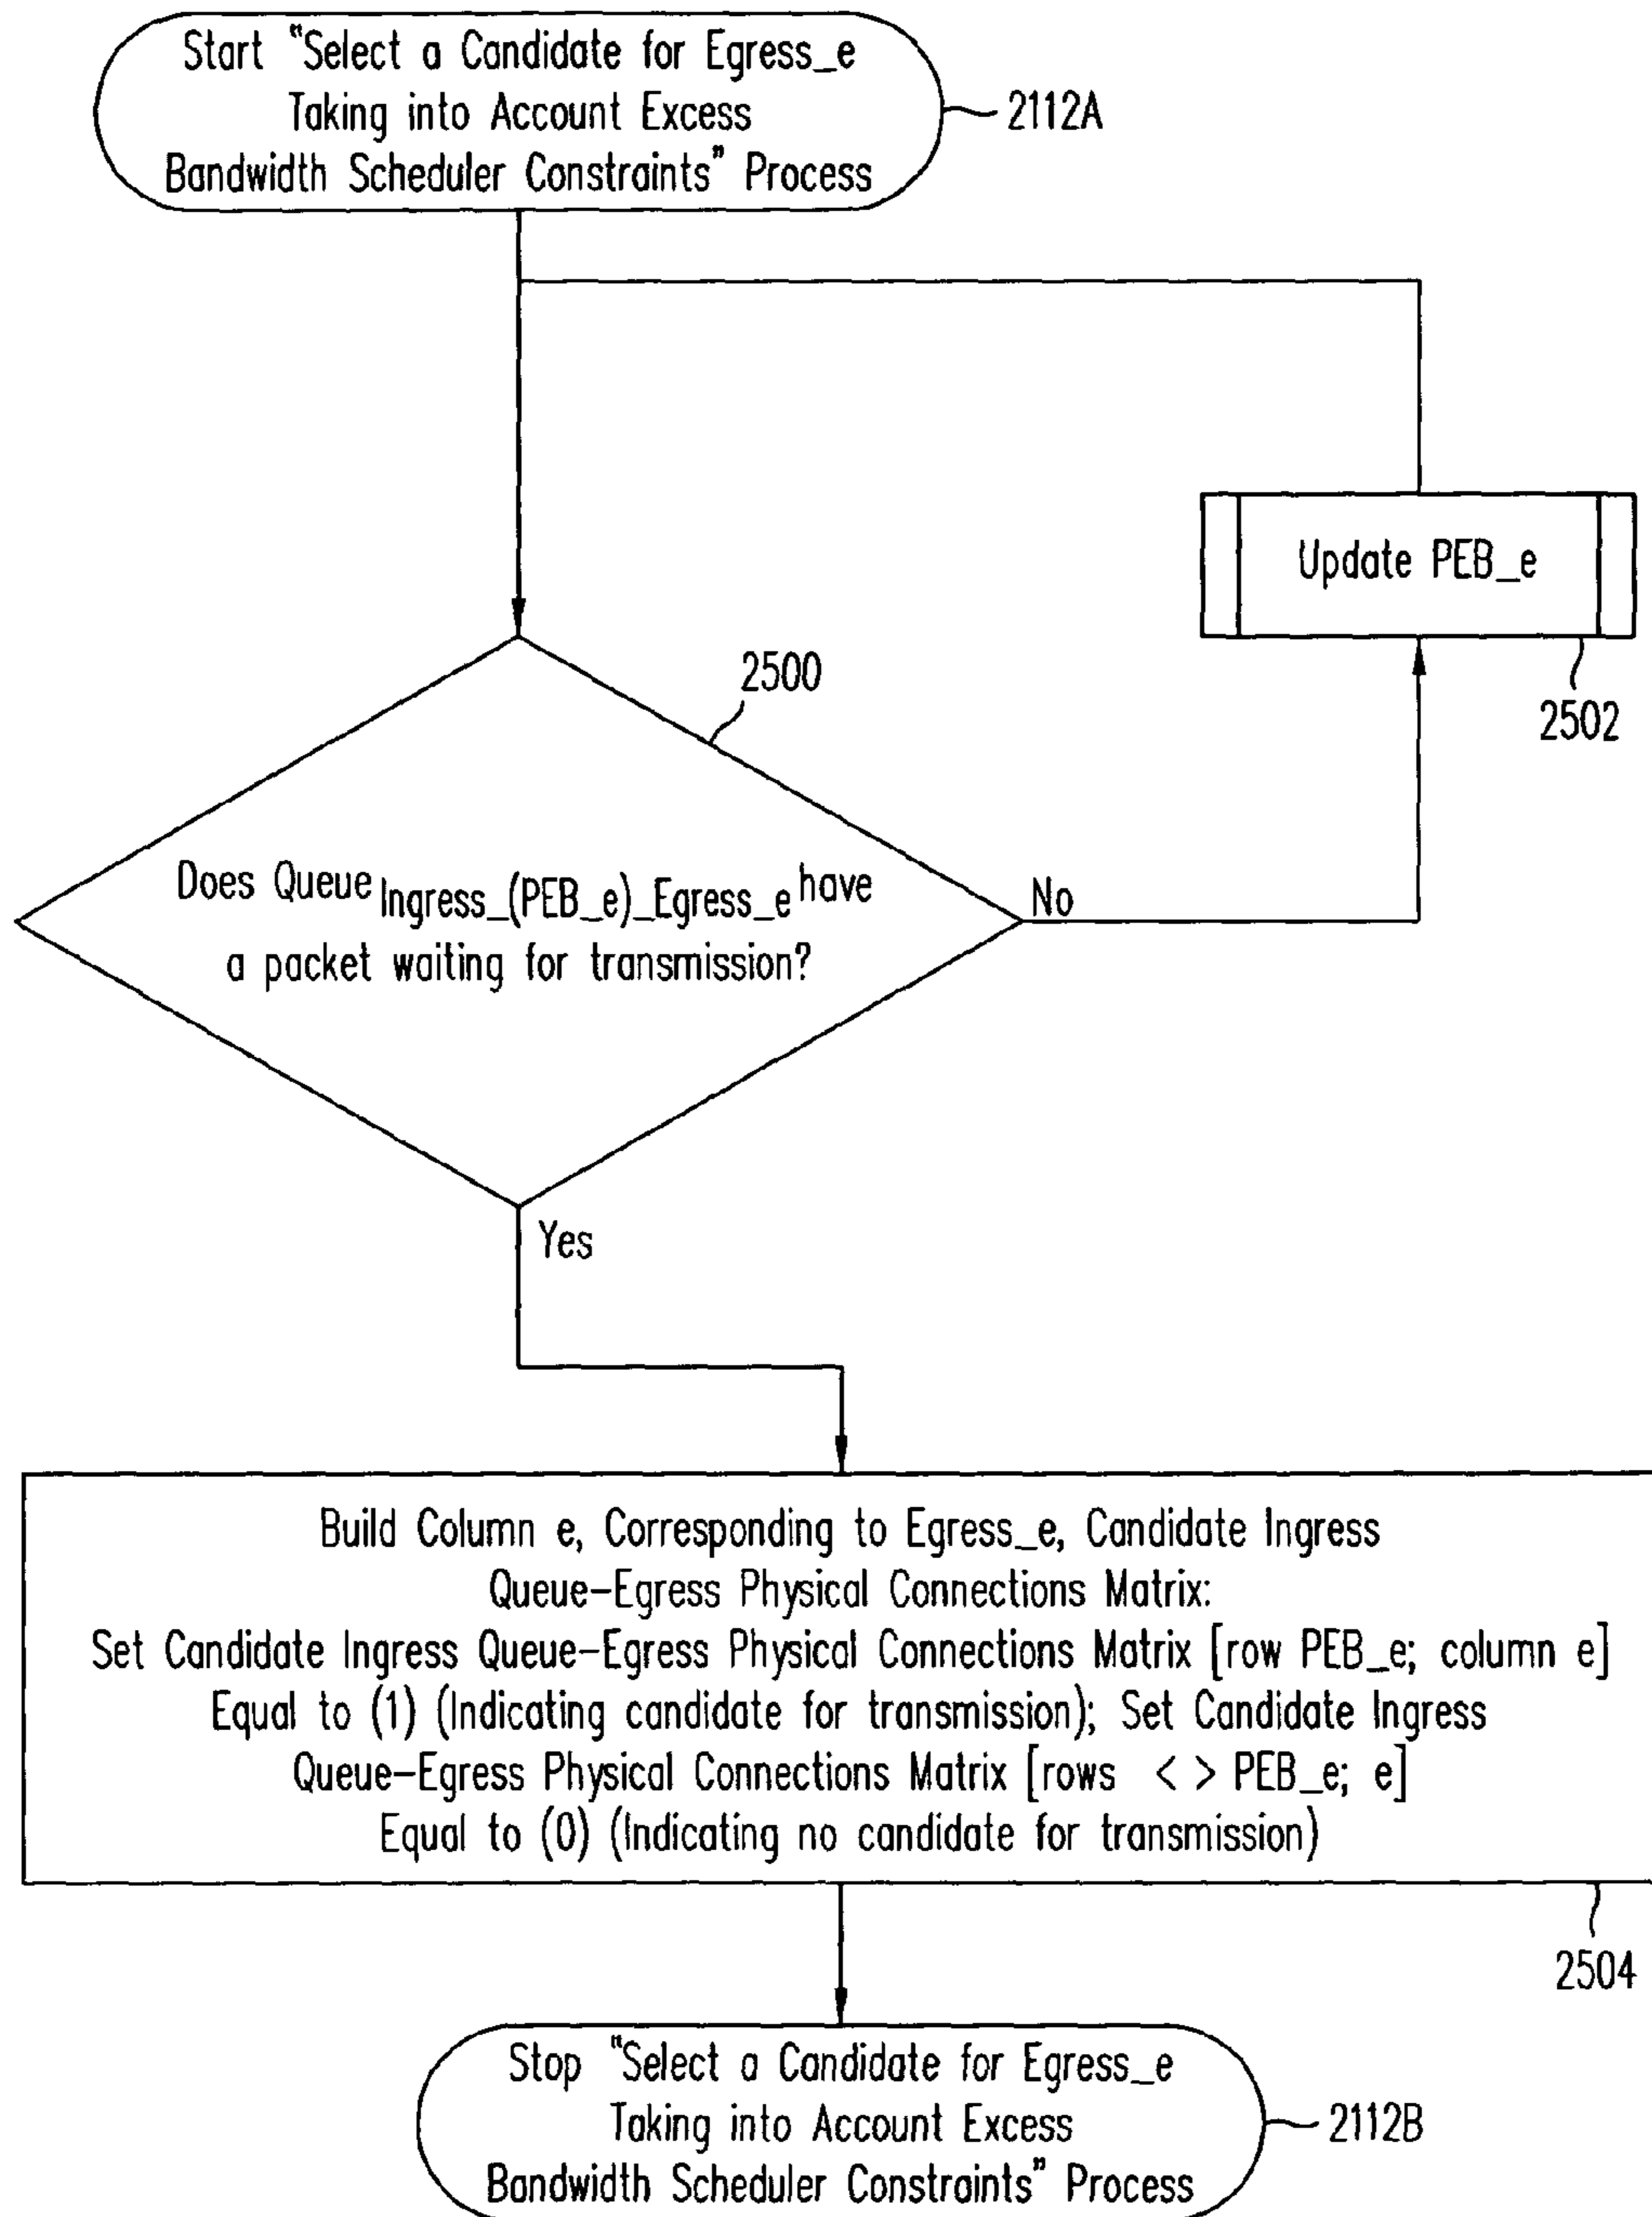 Start "Select a Candidate for Egress_e
Taking into Account Excess
Bandwidth Scheduler Constraints" Process
2112A
Update PEB_e
2502
2500
Does Queue Ingress_(PEB_e)_Egress_e have
a packet waiting for transmission?
No
Yes
Build Column e, Corresponding to Egress_e, Candidate Ingress
Queue-Egress Physical Connections Matrix:
Set Candidate Ingress Queue-Egress Physical Connections Matrix [row PEB_e; column e]
Equal to (1) (Indicating candidate for transmission); Set Candidate Ingress
Queue-Egress Physical Connections Matrix [rows < > PEB_e; e]
Equal to (0) (Indicating no candidate for transmission)
2504
Stop "Select a Candidate for Egress_e
Taking into Account Excess
Bandwidth Scheduler Constraints" Process
2112B